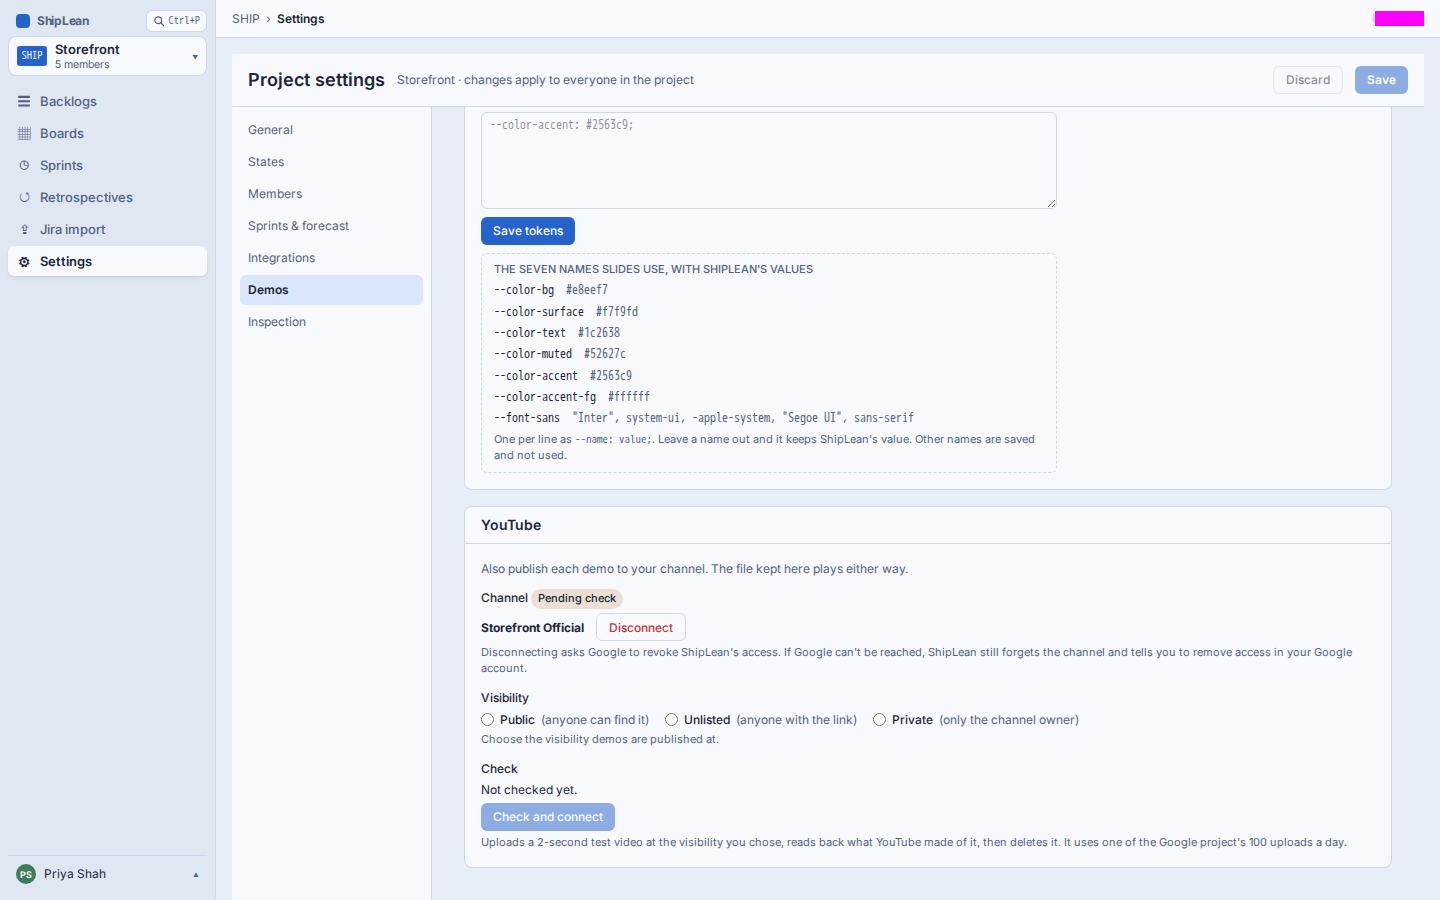 ShipLean
Ctrl+P
SHIP
Storefront
5 members
Backlogs
Boards
Sprints
Retrospectives
Jira import
Settings
Priya Shah
PS
SHIP › Settings
Project settings
Storefront · changes apply to everyone in the project
Discard
Save
General
States
Members
Sprints & forecast
Integrations
Demos
Inspection
--color-accent: #2563c9;
Save tokens
THE SEVEN NAMES SLIDES USE, WITH SHIPLEAN'S VALUES
--color-bg #e8eef7
--color-surface #f7f9fd
--color-text #1c2638
--color-muted #52627c
--color-accent #2563c9
--color-accent-fg #ffffff
--font-sans "Inter", system-ui, -apple-system, "Segoe UI", sans-serif
One per line as --name: value;. Leave a name out and it keeps ShipLean's value. Other names are saved
and not used.
YouTube
Also publish each demo to your channel. The file kept here plays either way.
Channel Pending check
Storefront Official Disconnect
Disconnecting asks Google to revoke ShipLean's access. If Google can't be reached, ShipLean still forgets the channel and tells you to remove access in your Google
account.
Visibility
Public (anyone can find it) Unlisted (anyone with the link) Private (only the channel owner)
Choose the visibility demos are published at.
Check
Not checked yet.
Check and connect
Uploads a 2-second test video at the visibility you chose, reads back what YouTube made of it, then deletes it. It uses one of the Google project's 100 uploads a day.